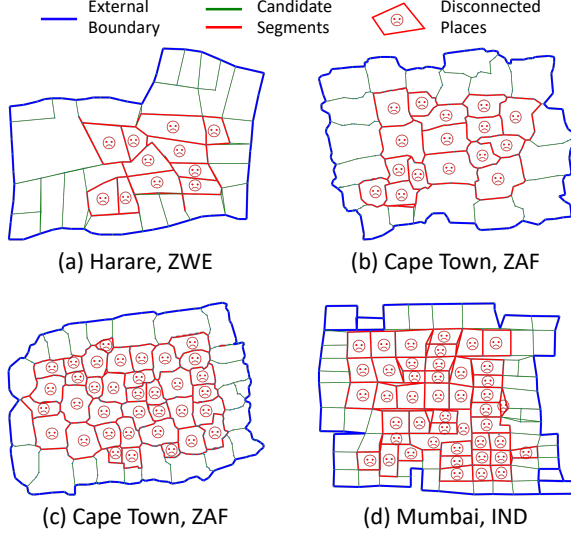 External Boundary
Candidate Segments
Disconnected Places
(a) Harare, ZWE
(b) Cape Town, ZAF
(c) Cape Town, ZAF
(d) Mumbai, IND